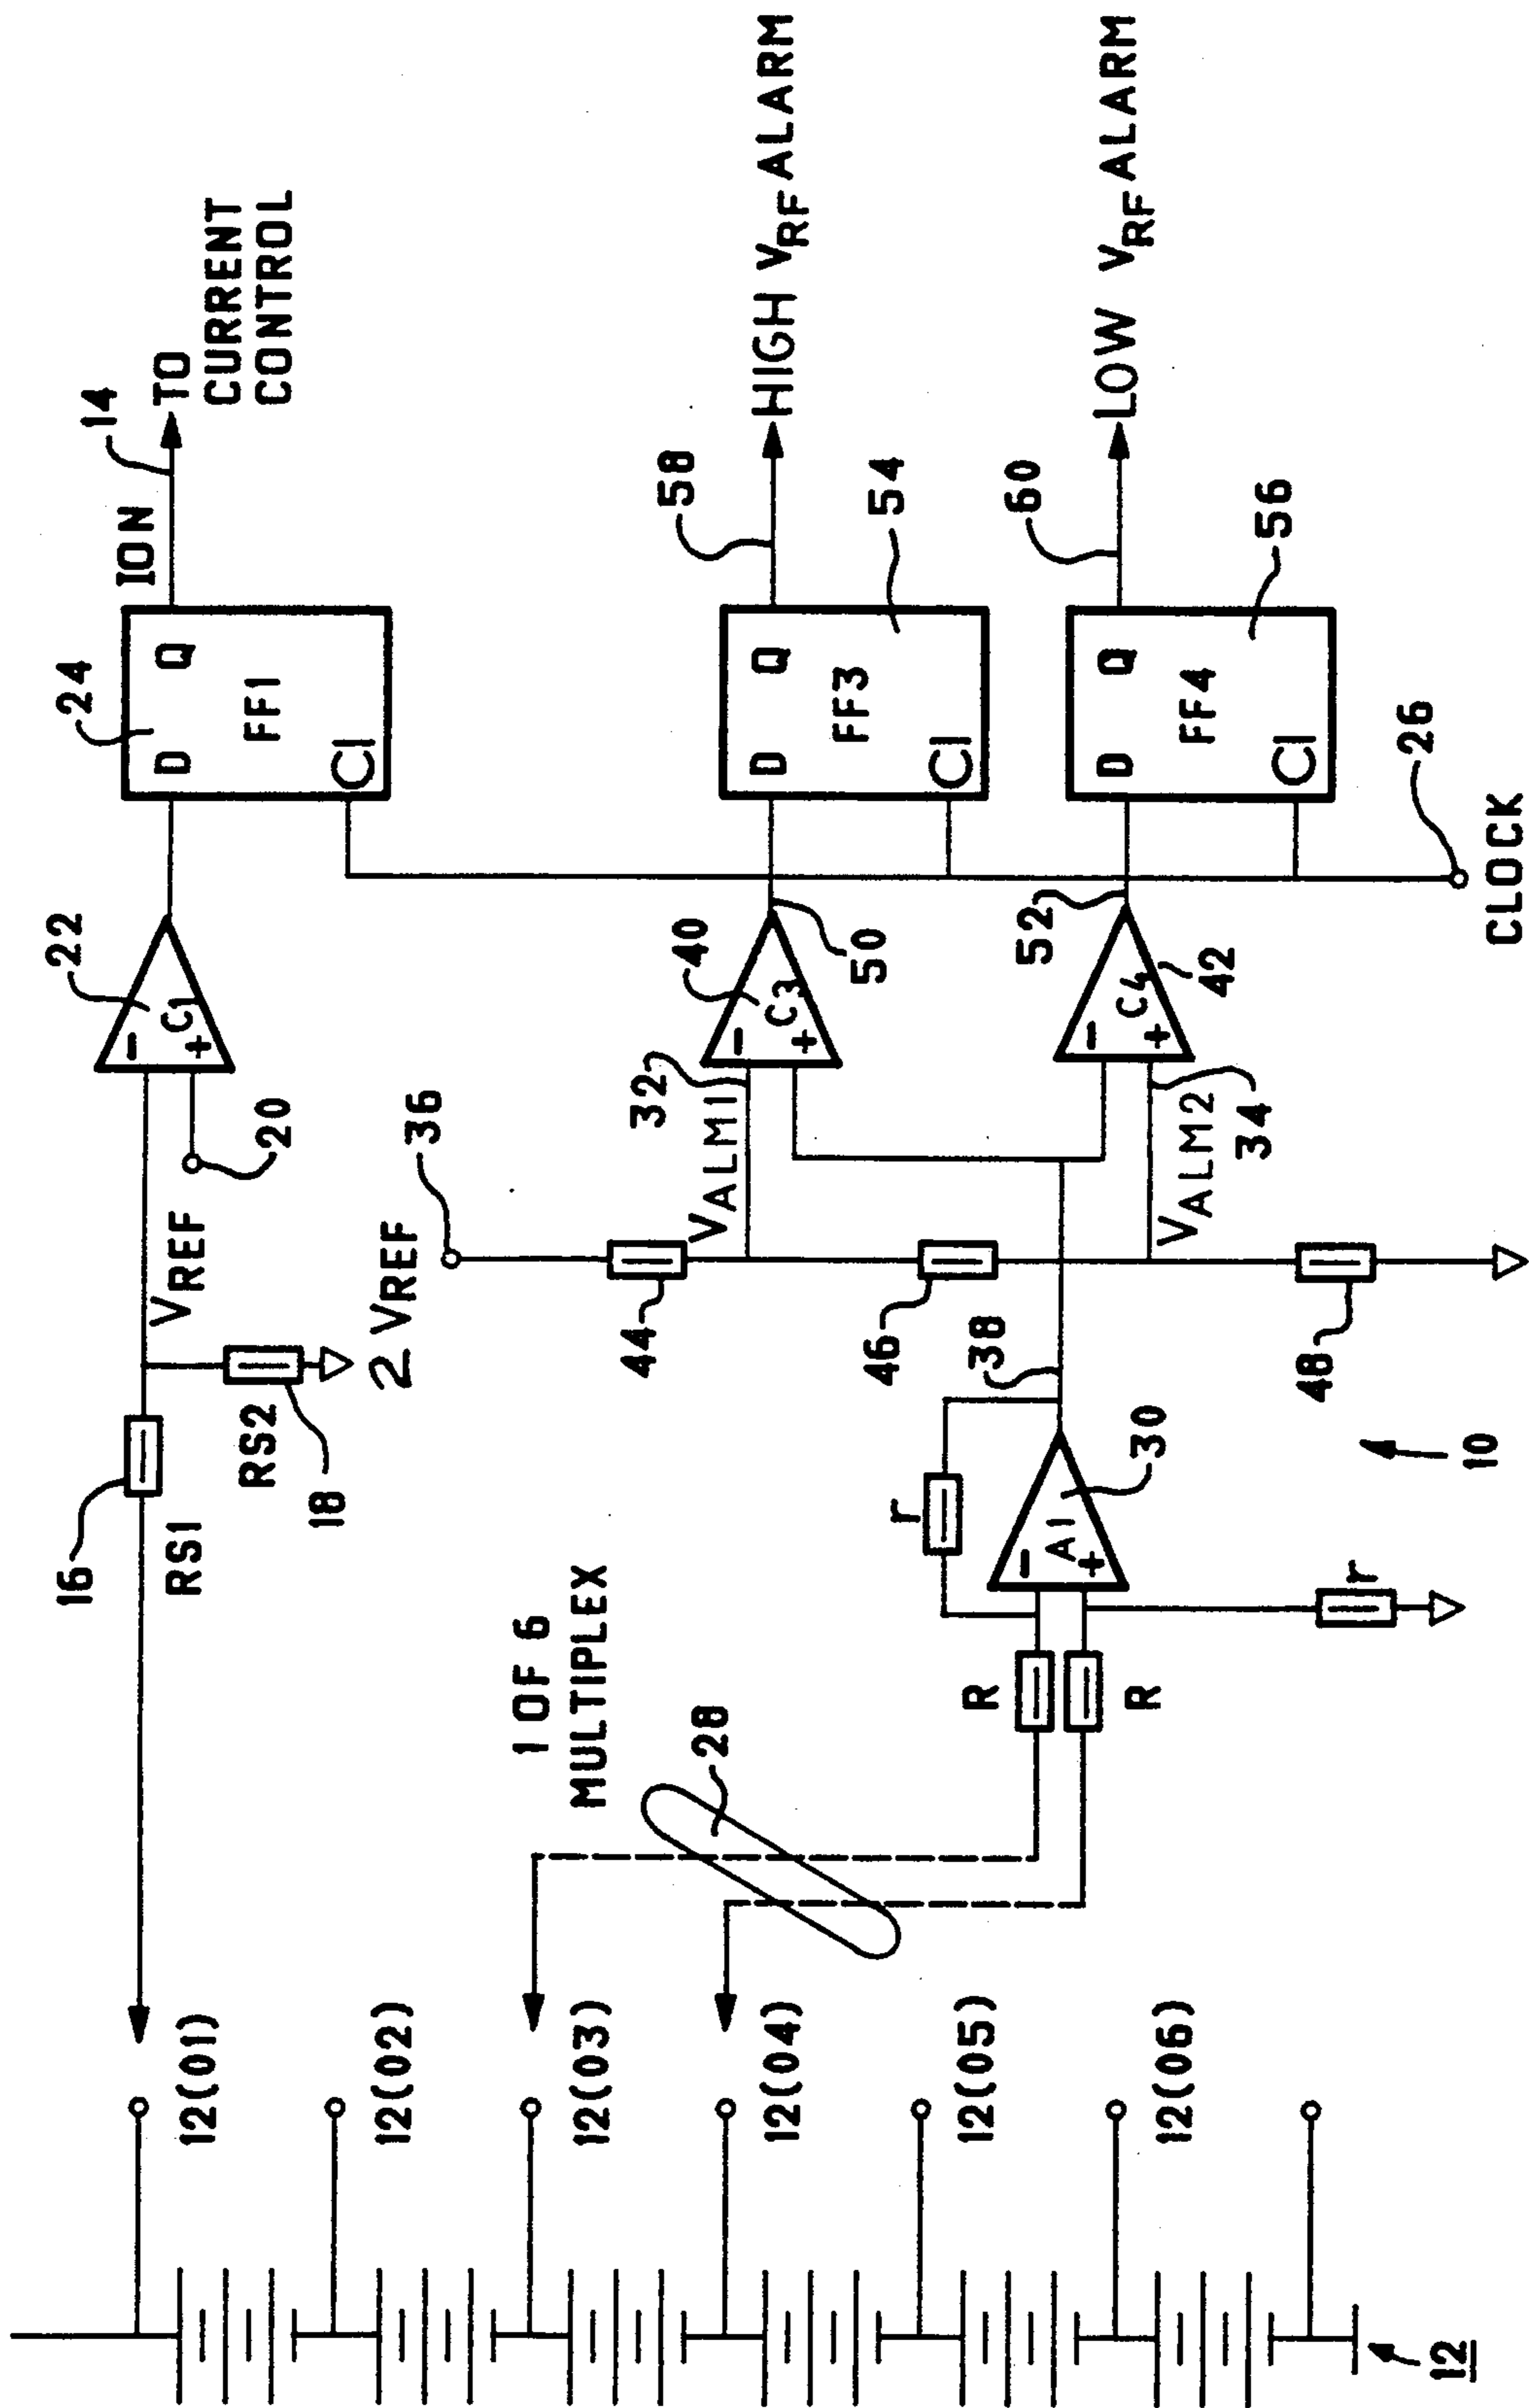 14
ION
TO
CURRENT
CONTROL
24
D
Q
FF1
Cl
22
C1
−
+
20
VREF
16
RS1
RS2
18
2 VREF
36
44
VALM1
32
40
C3
−
+
50
58
HIGH VRF ALARM
D
Q
FF3
Cl
54
46
38
VALM2
34
C4
−
+
42
52
60
LOW VRF ALARM
D
Q
FF4
Cl
56
48
26
CLOCK
1 OF 6
MULTIPLEX
28
R
R
r
r
A1
−
+
30
10
12(01)
12(02)
12(03)
12(04)
12(05)
12(06)
12